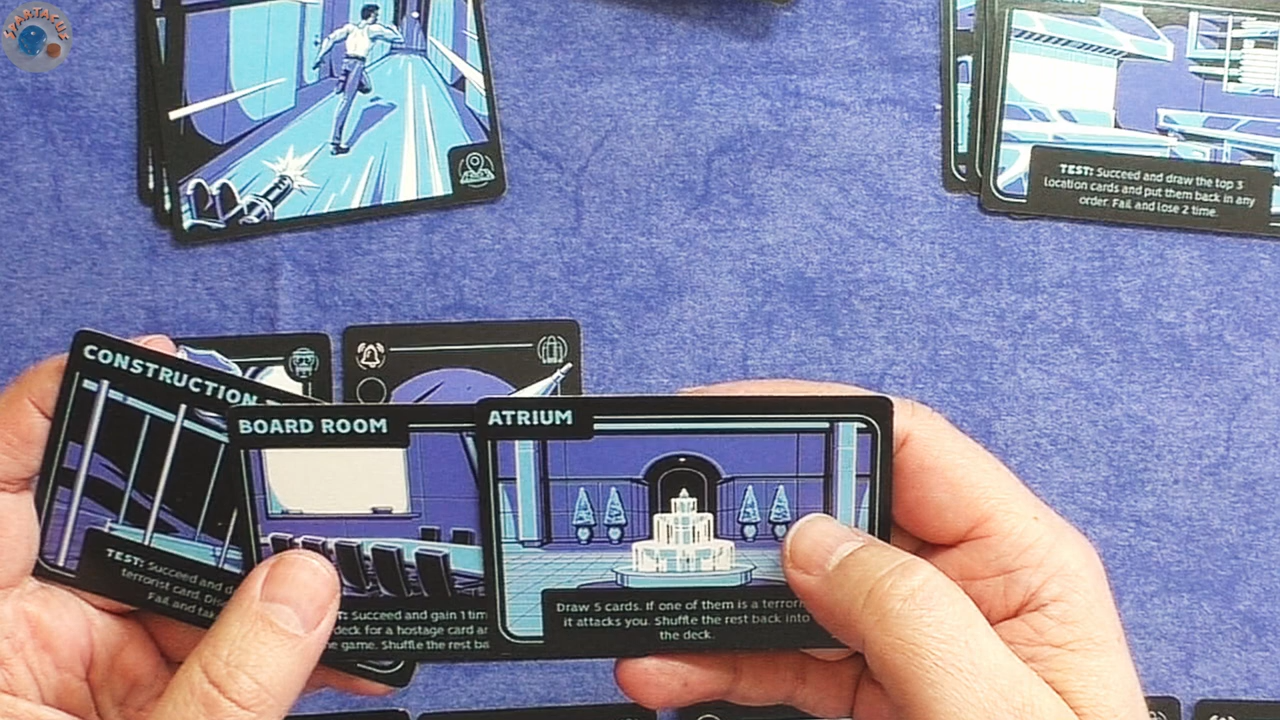 SPARTACUS
TEST: Succeed and draw the top 3
location cards and put them back in any
order. Fail and lose 2 time.
CONSTRUCTION
TEST: Succeed and d
terrorist card. Dis
Fail and tak
BOARD ROOM
Succeed and gain 1 tim
deck for a hostage card an
e game. Shuffle the rest ba
ATRIUM
Draw 5 cards. If one of them is a terror
it attacks you. Shuffle the rest back into
the deck.